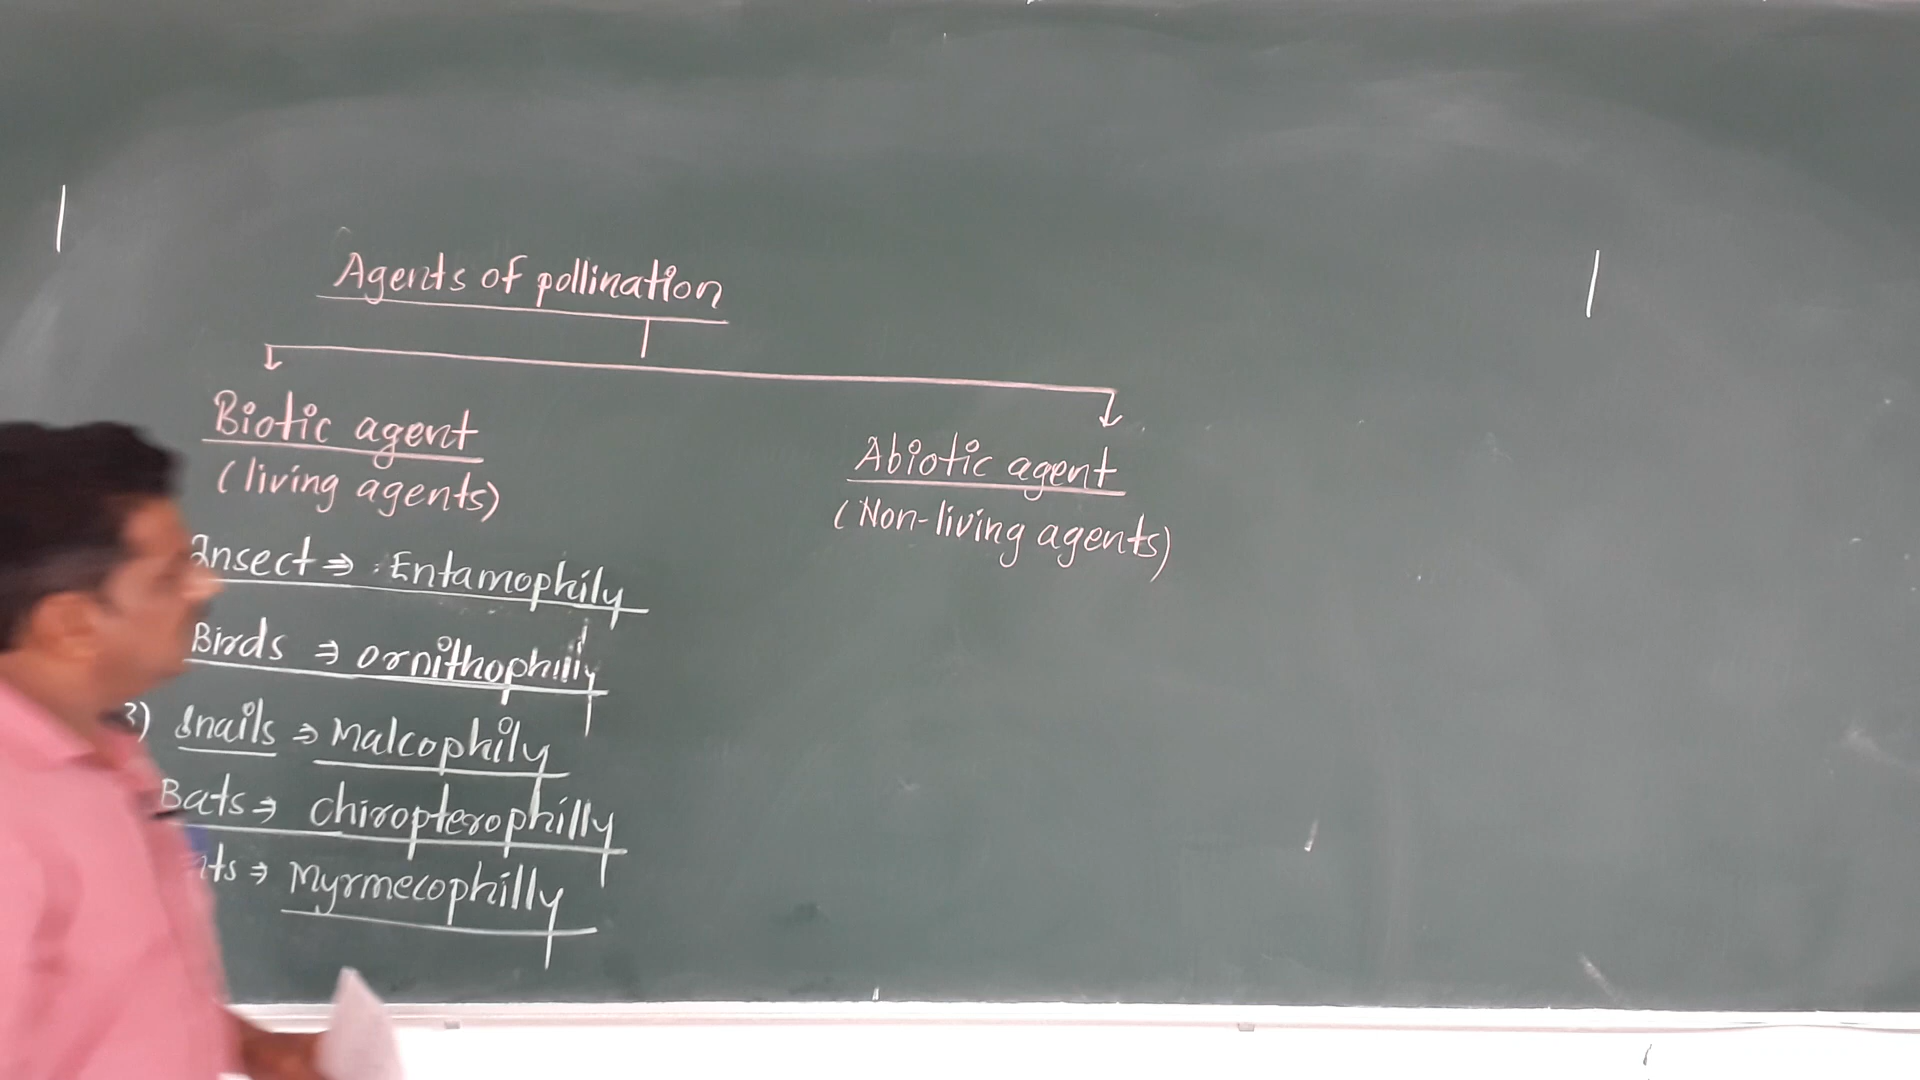 Agents of pollination
Biotic agent
(living agents)
Abiotic agent
(Non-living agents)
Insect ⇒ Entamophily
Birds ⇒ ornithophilly
3) Snails ⇒ Malcophily
Bats ⇒ chiropterophilly
nts ⇒ Myrmecophilly